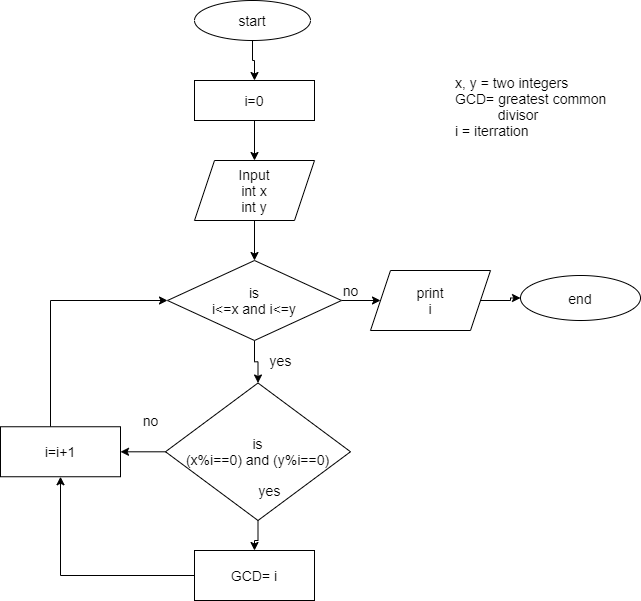 start
i=0
x, y = two integers
GCD= greatest common
divisor
i = iterration
Input
int x
int y
is
i<=x and i<=y
no
print
i
end
yes
no
i=i+1
is
(x%i==0) and (y%i==0)
yes
GCD= i